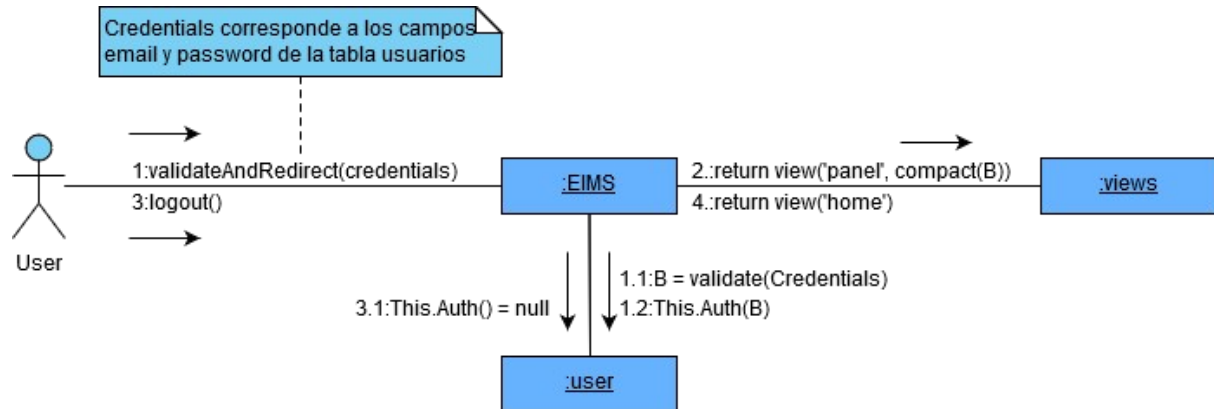 Credentials corresponde a los campos
email y password de la tabla usuarios
1:validateAndRedirect(credentials)
3:logout()
User
:EIMS
2.:return view('panel', compact(B))
4.:return view('home')
:views
3.1:This.Auth() = null
1.1:B = validate(Credentials)
1.2:This.Auth(B)
:user